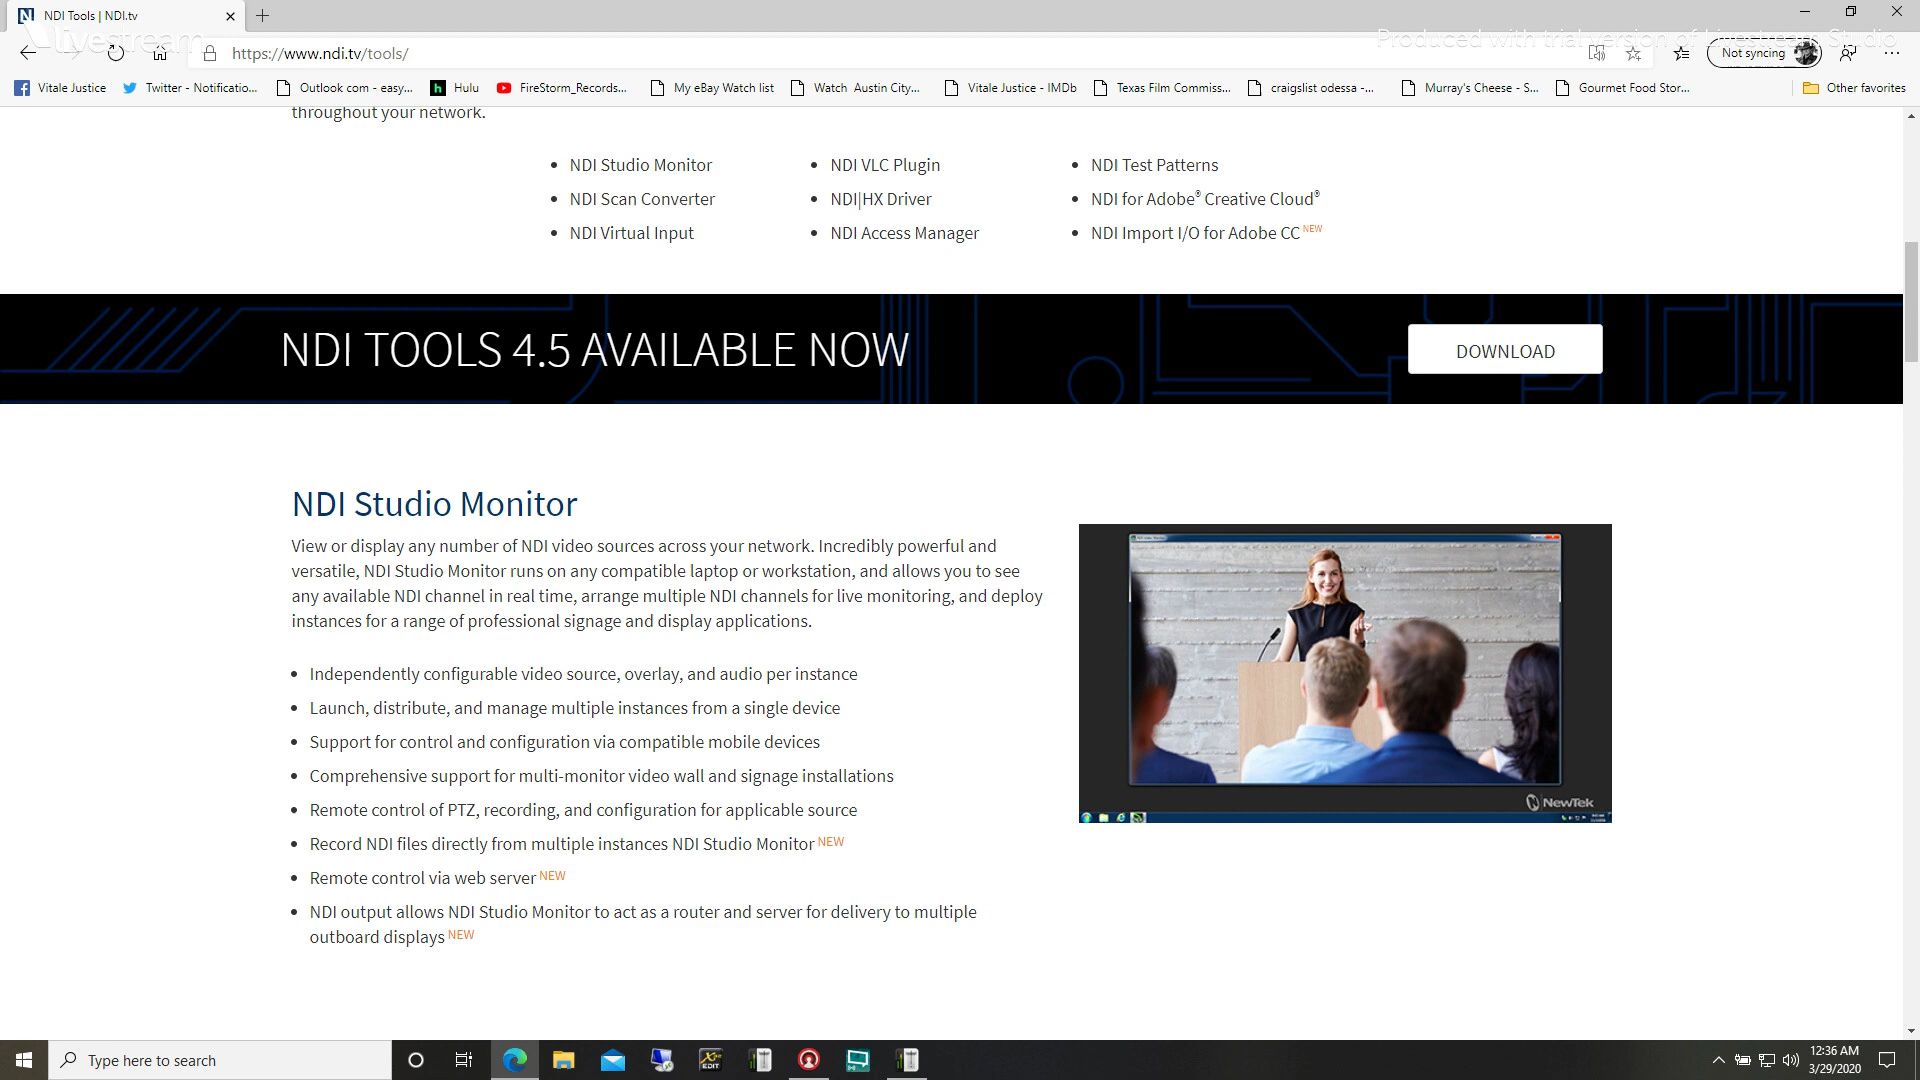 NDI Tools | NDI.tv
livestream
Produced with trial version of Livestream Studio
https://www.ndi.tv/tools/
Not syncing
Vitale Justice
Twitter - Notificatio...
Outlook com - easy...
Hulu
FireStorm_Records...
My eBay Watch list
Watch Austin City...
Vitale Justice - IMDb
Texas Film Commiss...
craigslist odessa -...
Murray's Cheese - S...
Gourmet Food Stor...
Other favorites
throughout your network.
• NDI Studio Monitor
• NDI Scan Converter
• NDI Virtual Input
• NDI VLC Plugin
• NDI|HX Driver
• NDI Access Manager
• NDI Test Patterns
• NDI for Adobe® Creative Cloud®
• NDI Import I/O for Adobe CC NEW
NDI TOOLS 4.5 AVAILABLE NOW
DOWNLOAD
NDI Studio Monitor
View or display any number of NDI video sources across your network. Incredibly powerful and
versatile, NDI Studio Monitor runs on any compatible laptop or workstation, and allows you to see
any available NDI channel in real time, arrange multiple NDI channels for live monitoring, and deploy
instances for a range of professional signage and display applications.
• Independently configurable video source, overlay, and audio per instance
• Launch, distribute, and manage multiple instances from a single device
• Support for control and configuration via compatible mobile devices
• Comprehensive support for multi-monitor video wall and signage installations
• Remote control of PTZ, recording, and configuration for applicable source
• Record NDI files directly from multiple instances NDI Studio Monitor NEW
• Remote control via web server NEW
• NDI output allows NDI Studio Monitor to act as a router and server for delivery to multiple
outboard displays NEW
NewTek
Type here to search
EDIT
12:36 AM
3/29/2020